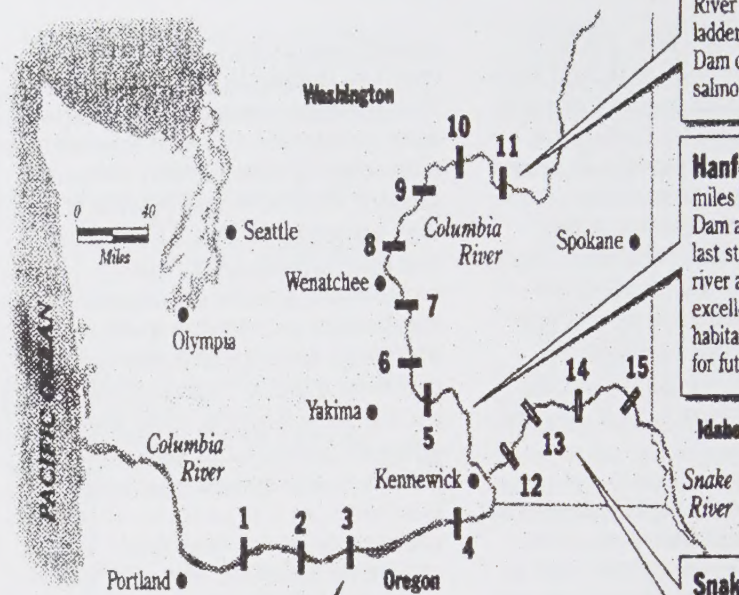 River
ladder
Dam
salmo
Washington
10
11
9
Hanf
miles
Dam a
last st
river a
excell
habita
for fut
0
40
Miles
Seattle
Columbia
River
Spokane
8
Wenatchee
7
Olympia
PACIFIC OCEAN
6
14
15
Yakima
5
13
Idaho
Columbia
River
Kennewick
12
Snake
River
1
2
3
4
Portland
Oregon
Snak